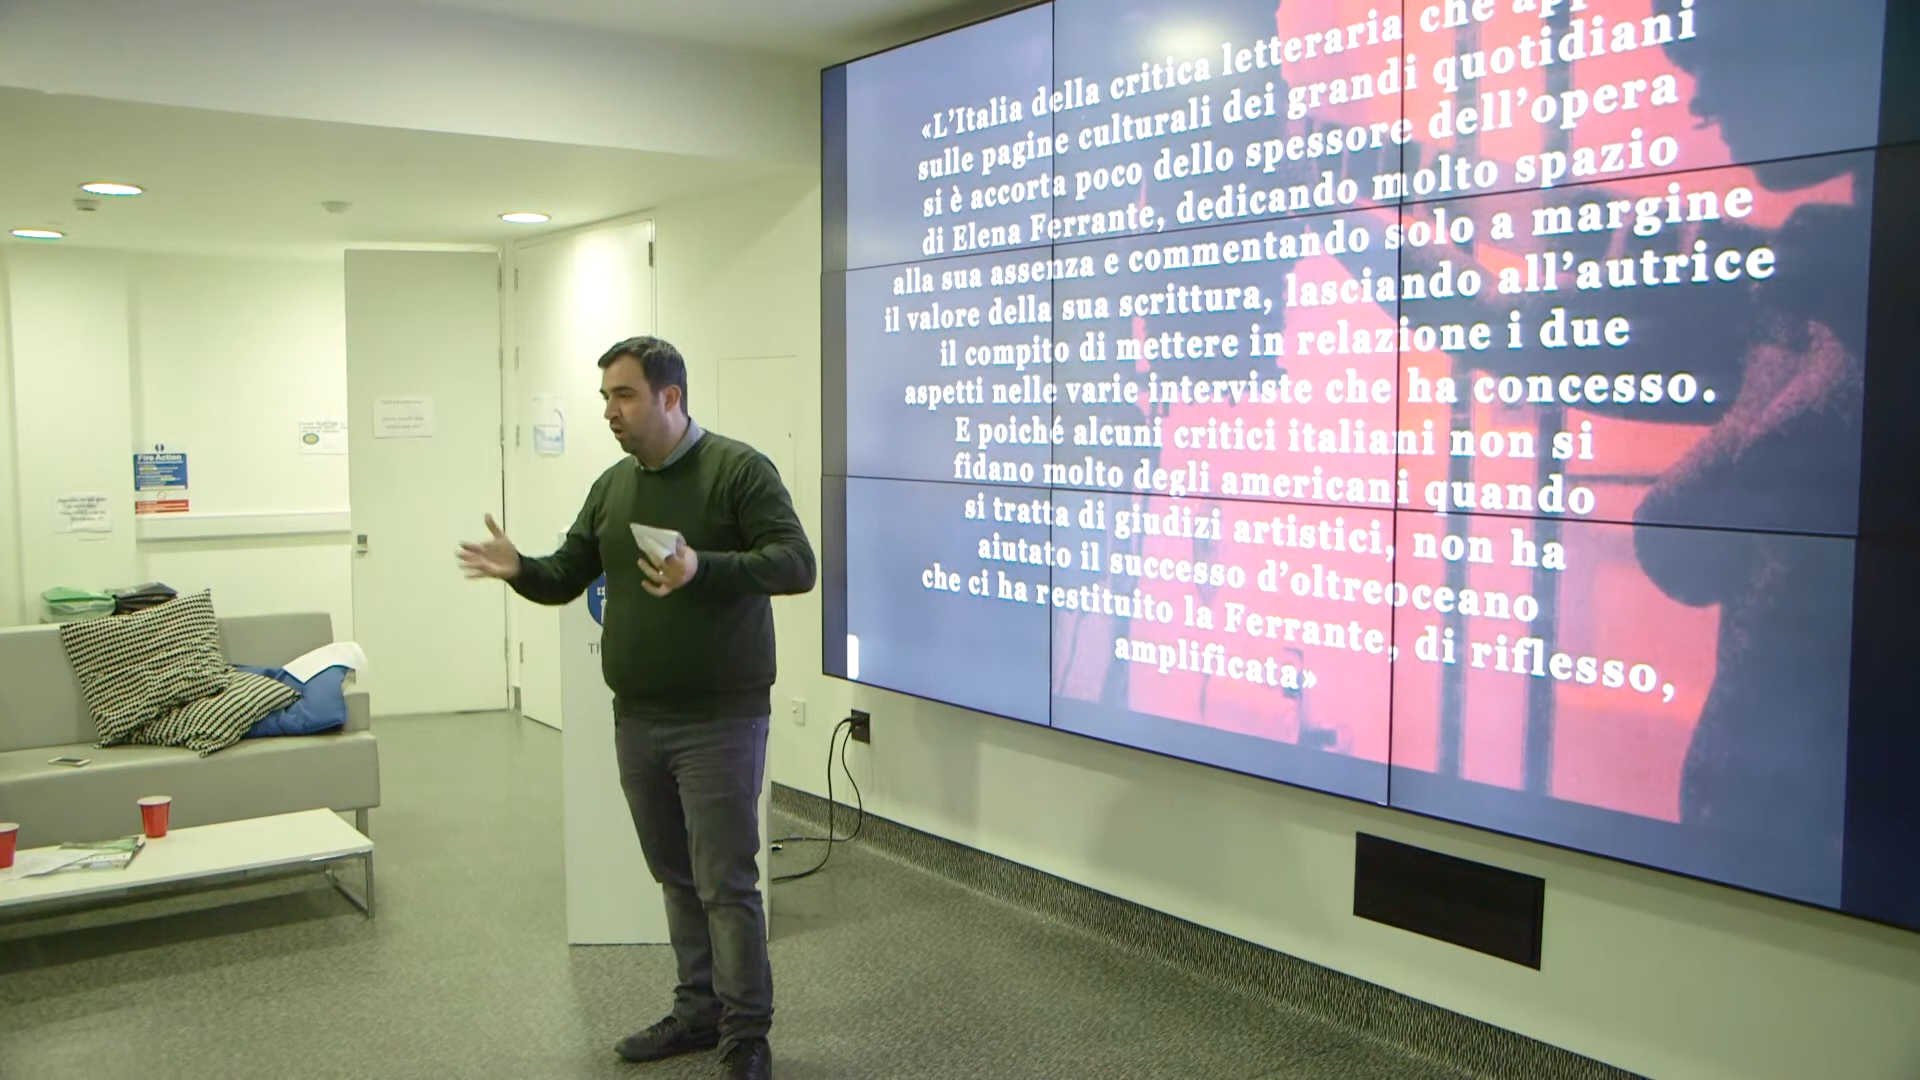 «L'Italia della critica letteraria che
sulle pagine culturali dei grandi quotidiani
si è accorta poco dello spessore dell'opera
di Elena Ferrante, dedicando molto spazio
alla sua assenza e commentando solo a margine
il valore della sua scrittura, lasciando all'autrice
il compito di mettere in relazione i due
aspetti nelle varie interviste che ha concesso.
E poiché alcuni critici italiani non si
fidano molto degli americani quando
si tratta di giudizi artistici, non ha
aiutato il successo d'oltreoceano
che ci ha restituito la Ferrante, di riflesso,
amplificata»
Fire Action